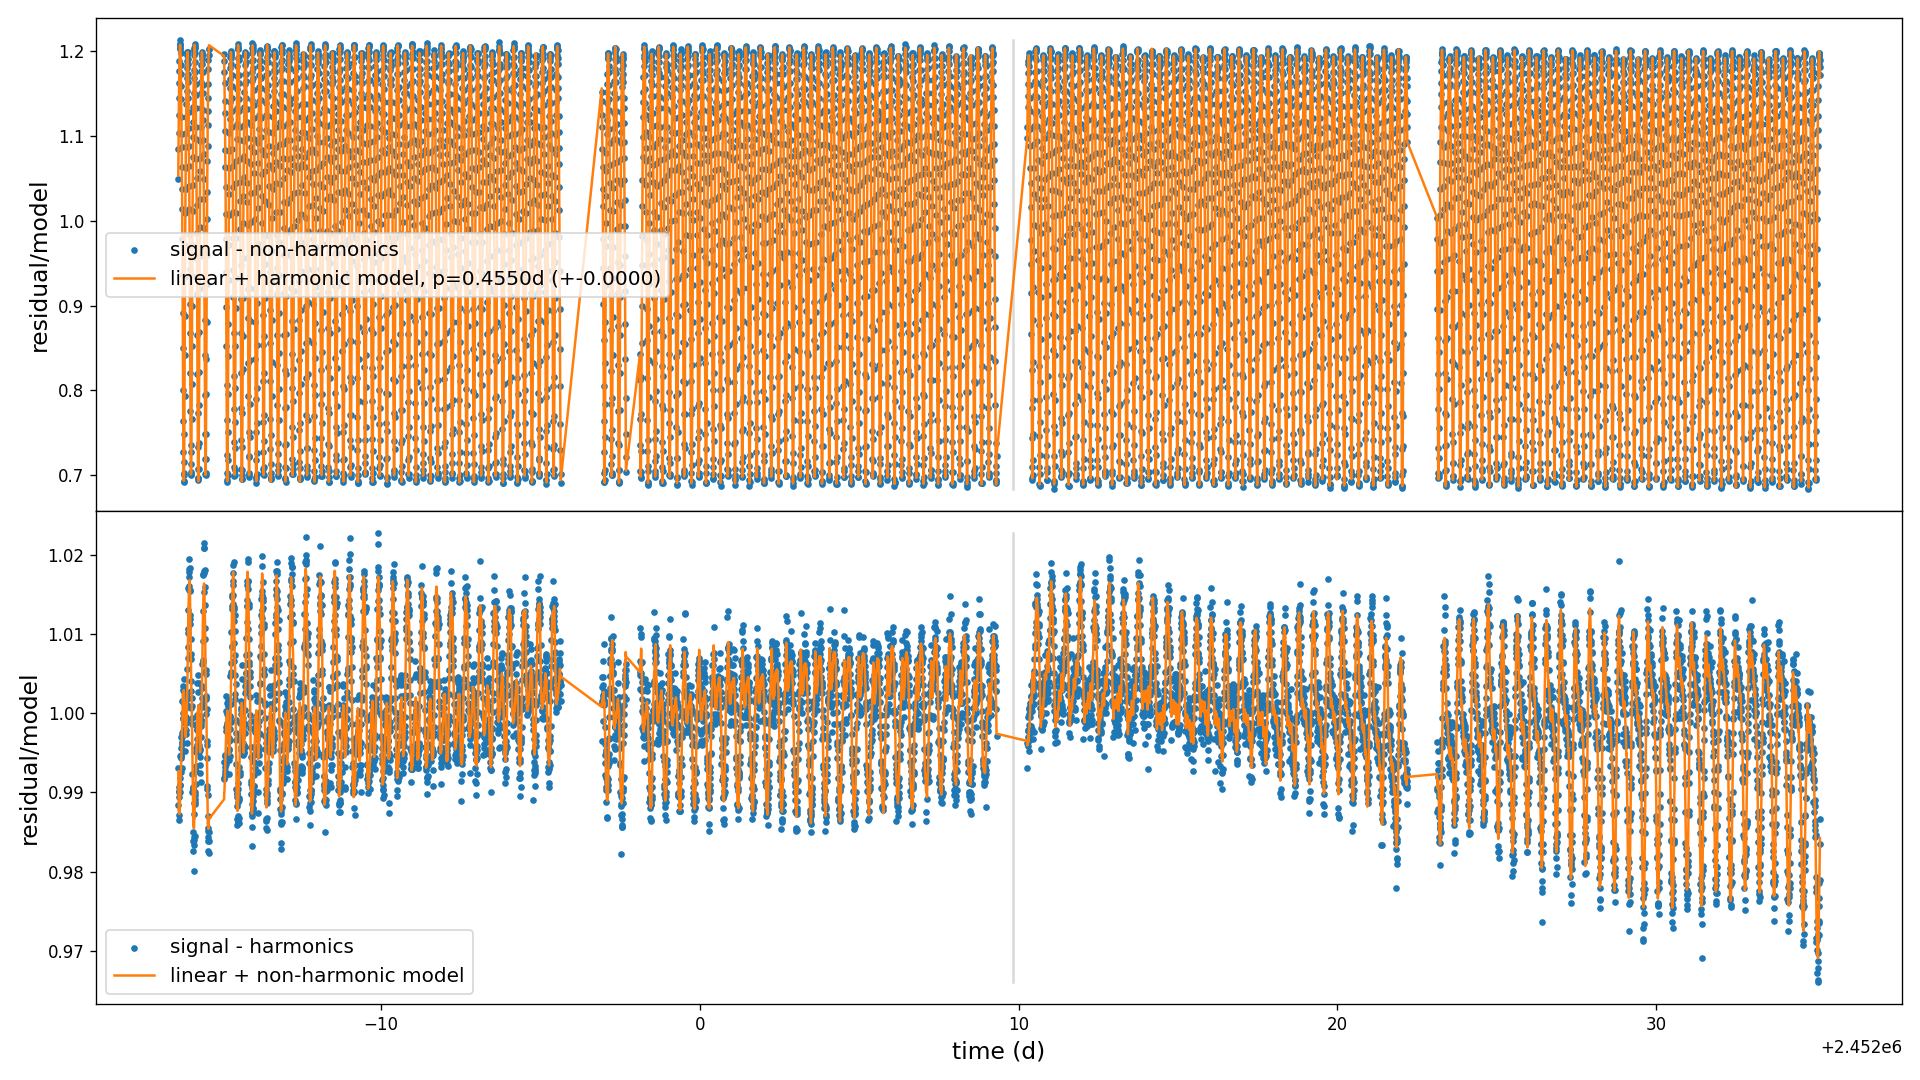 1.2
1.1
1.0
0.9
0.8
0.7
residual/model
signal - non-harmonics
linear + harmonic model, p=0.4550d (+-0.0000)
1.02
1.01
1.00
0.99
0.98
0.97
residual/model
signal - harmonics
linear + non-harmonic model
−10 0 10 20 30
time (d)
+2.452e6